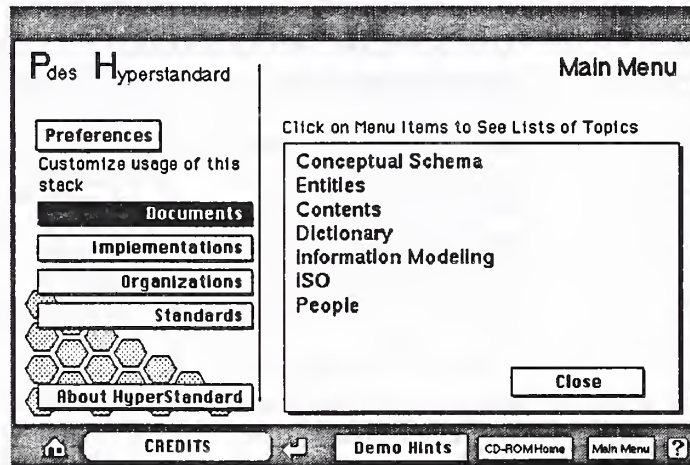 Pdes Hyperstandard
Main Menu
Preferences
Customize usage of this
stack
Documents
Implementations
Organizations
Standards
About HyperStandard
Click on Menu Items to See Lists of Topics
Conceptual Schema
Entities
Contents
Dictionary
Information Modeling
ISO
People
Close
CREDITS
Demo Hints
CD-ROM Home
Main Menu
?